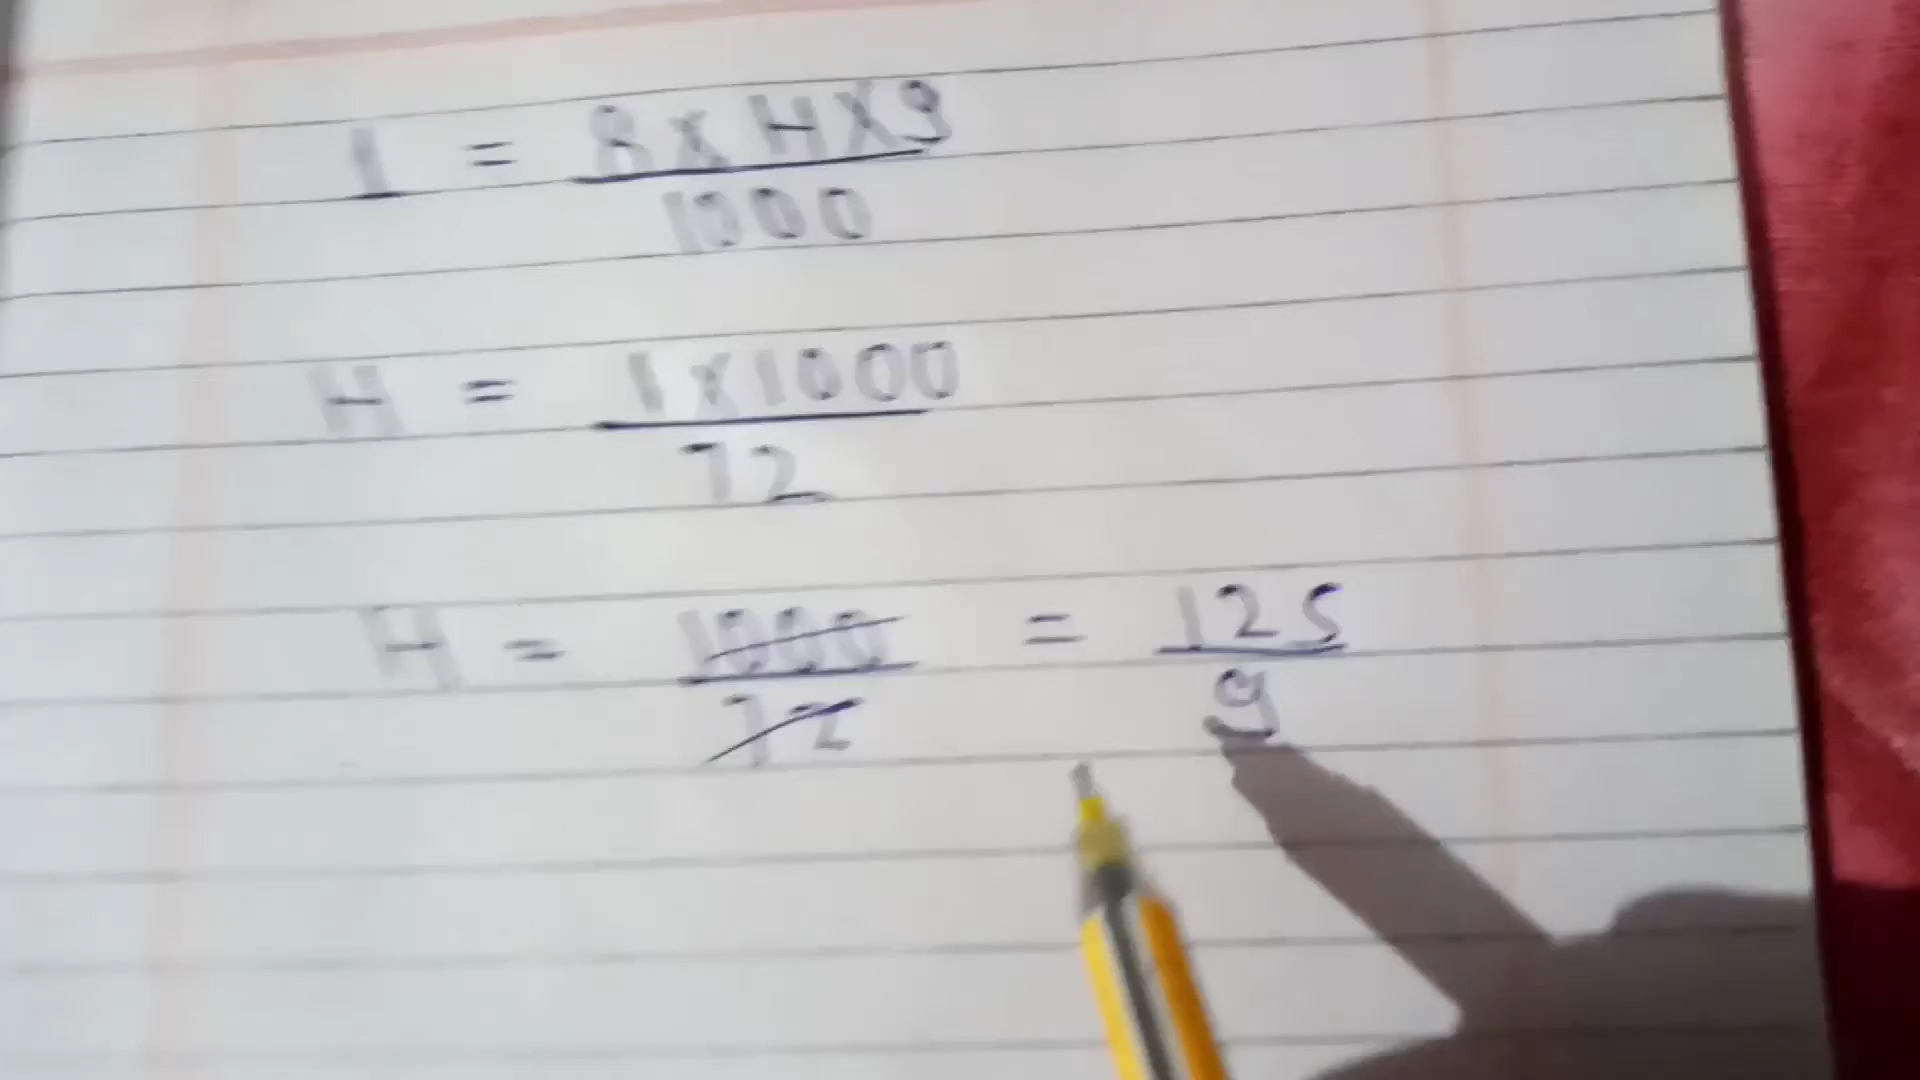 1 = 8 x H x 9 / 1000
H = 1 x 1000 / 72
H = 1000 / 72 = 125 / 9